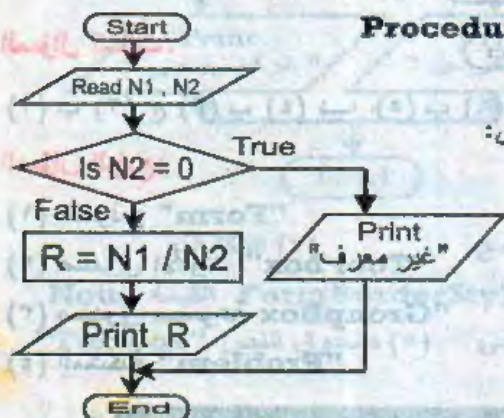 Start
Procedu
Read N1 , N2
Is N2 = 0
True
False
R = N1 / N2
Print
"غير معرف"
Print R
End